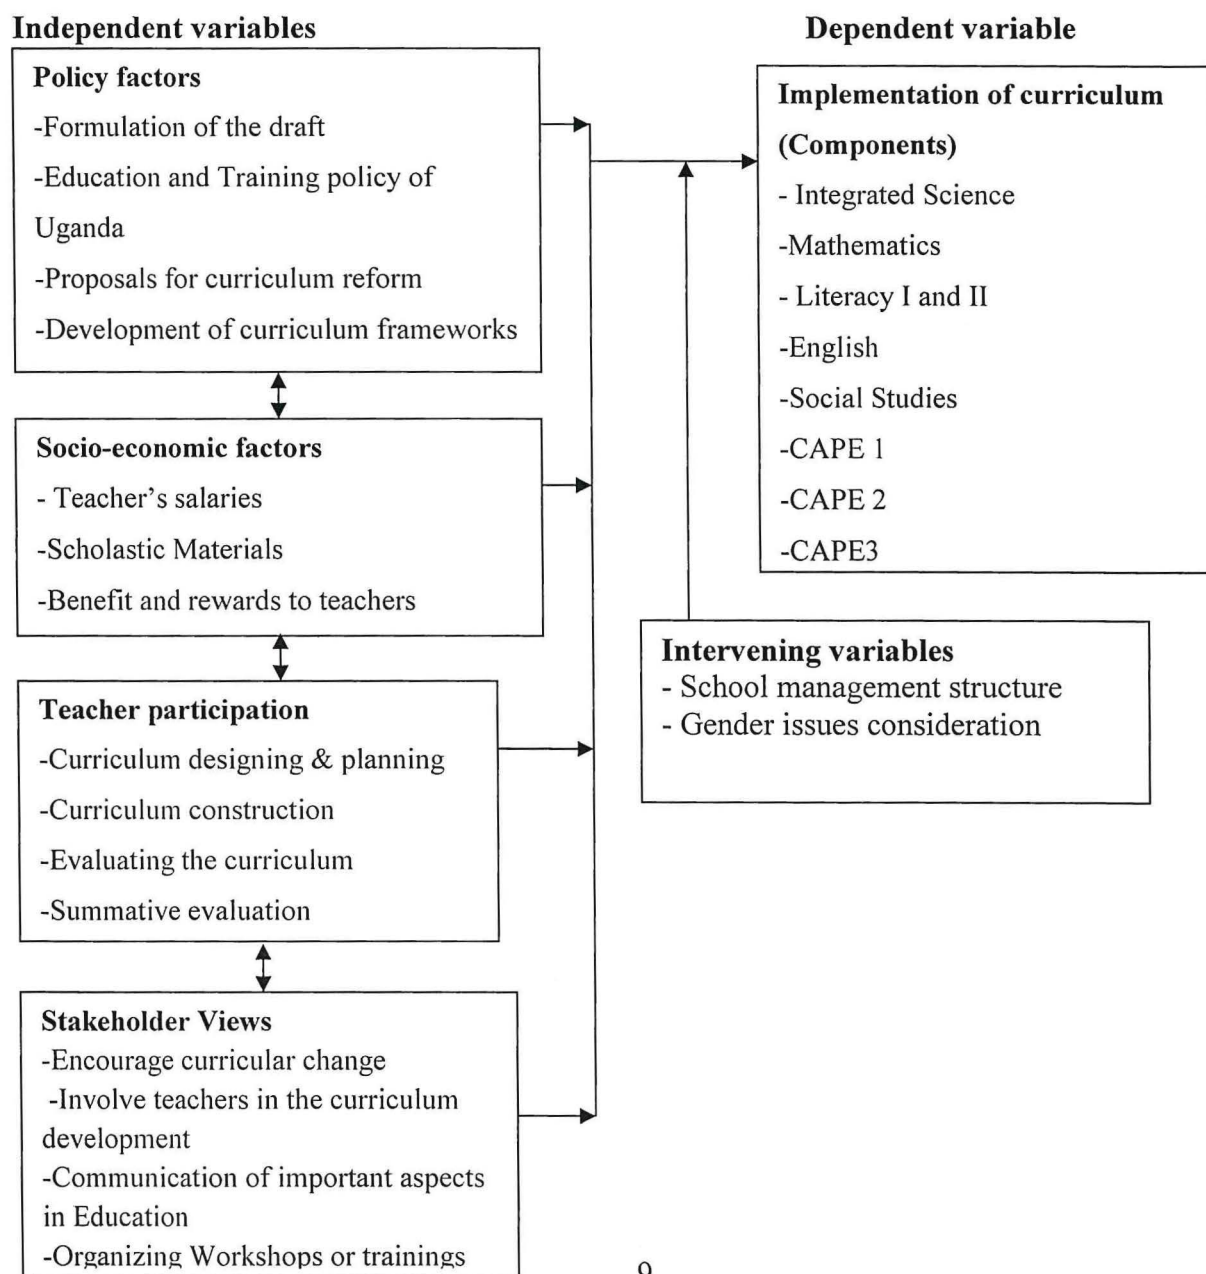 Independent variables
Policy factors
-Formulation of the draft
-Education and Training policy of
Uganda
-Proposals for curriculum reform
-Development of curriculum frameworks
Socio-economic factors
- Teacher's salaries
-Scholastic Materials
-Benefit and rewards to teachers
Teacher participation
-Curriculum designing & planning
-Curriculum construction
-Evaluating the curriculum
-Summative evaluation
Stakeholder Views
-Encourage curricular change
-Involve teachers in the curriculum
development
-Communication of important aspects
in Education
-Organizing Workshops or trainings
Dependent variable
Implementation of curriculum
(Components)
- Integrated Science
-Mathematics
- Literacy I and II
-English
-Social Studies
-CAPE 1
-CAPE 2
-CAPE3
Intervening variables
- School management structure
- Gender issues consideration
9